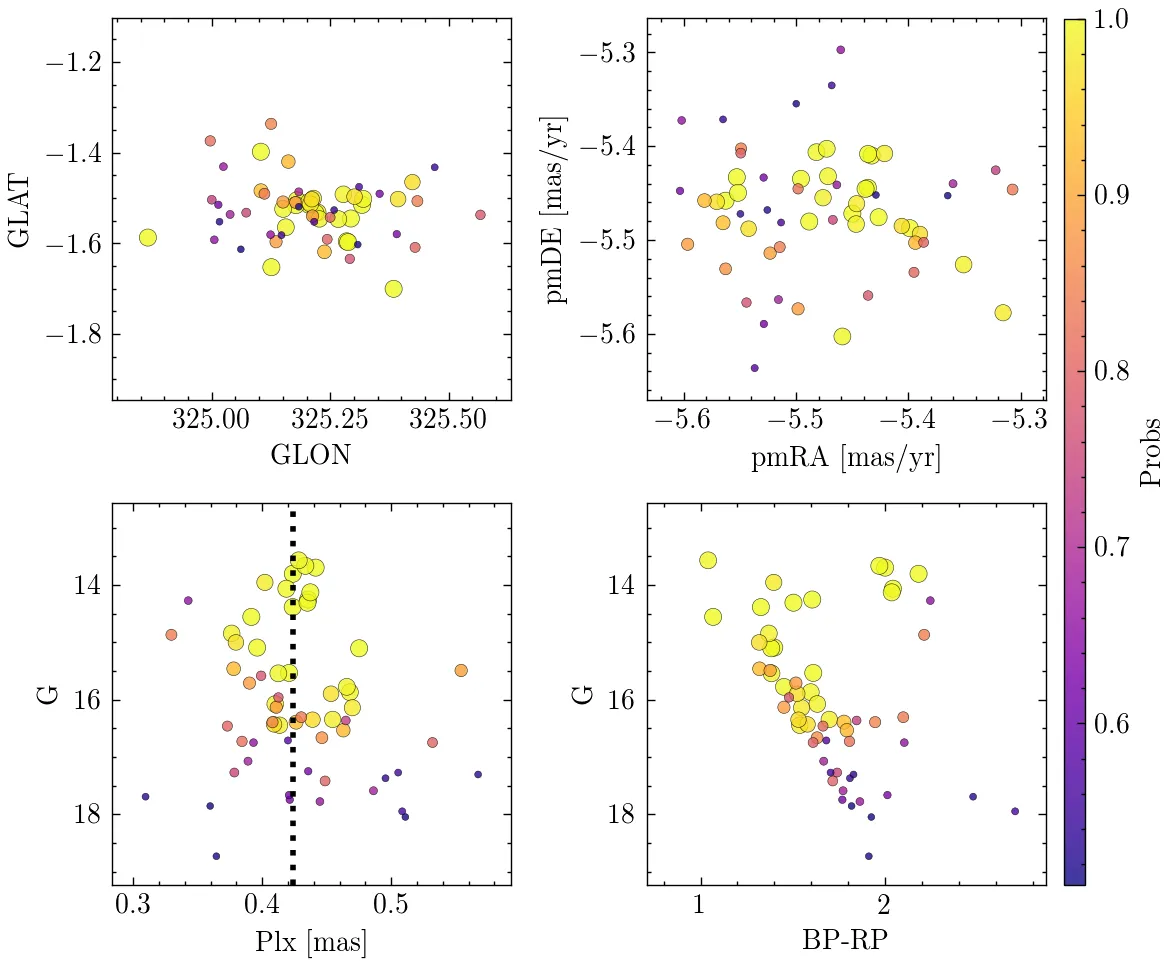 −1.2
−1.4
−1.6
−1.8
GLAT
325.00 325.25 325.50
GLON
−5.3
−5.4
−5.5
−5.6
pmDE [mas/yr]
−5.6 −5.5 −5.4 −5.3
pmRA [mas/yr]
14
16
18
G
0.3 0.4 0.5
Plx [mas]
14
16
18
G
1 2
BP-RP
1.0
0.9
0.8
0.7
0.6
Probs